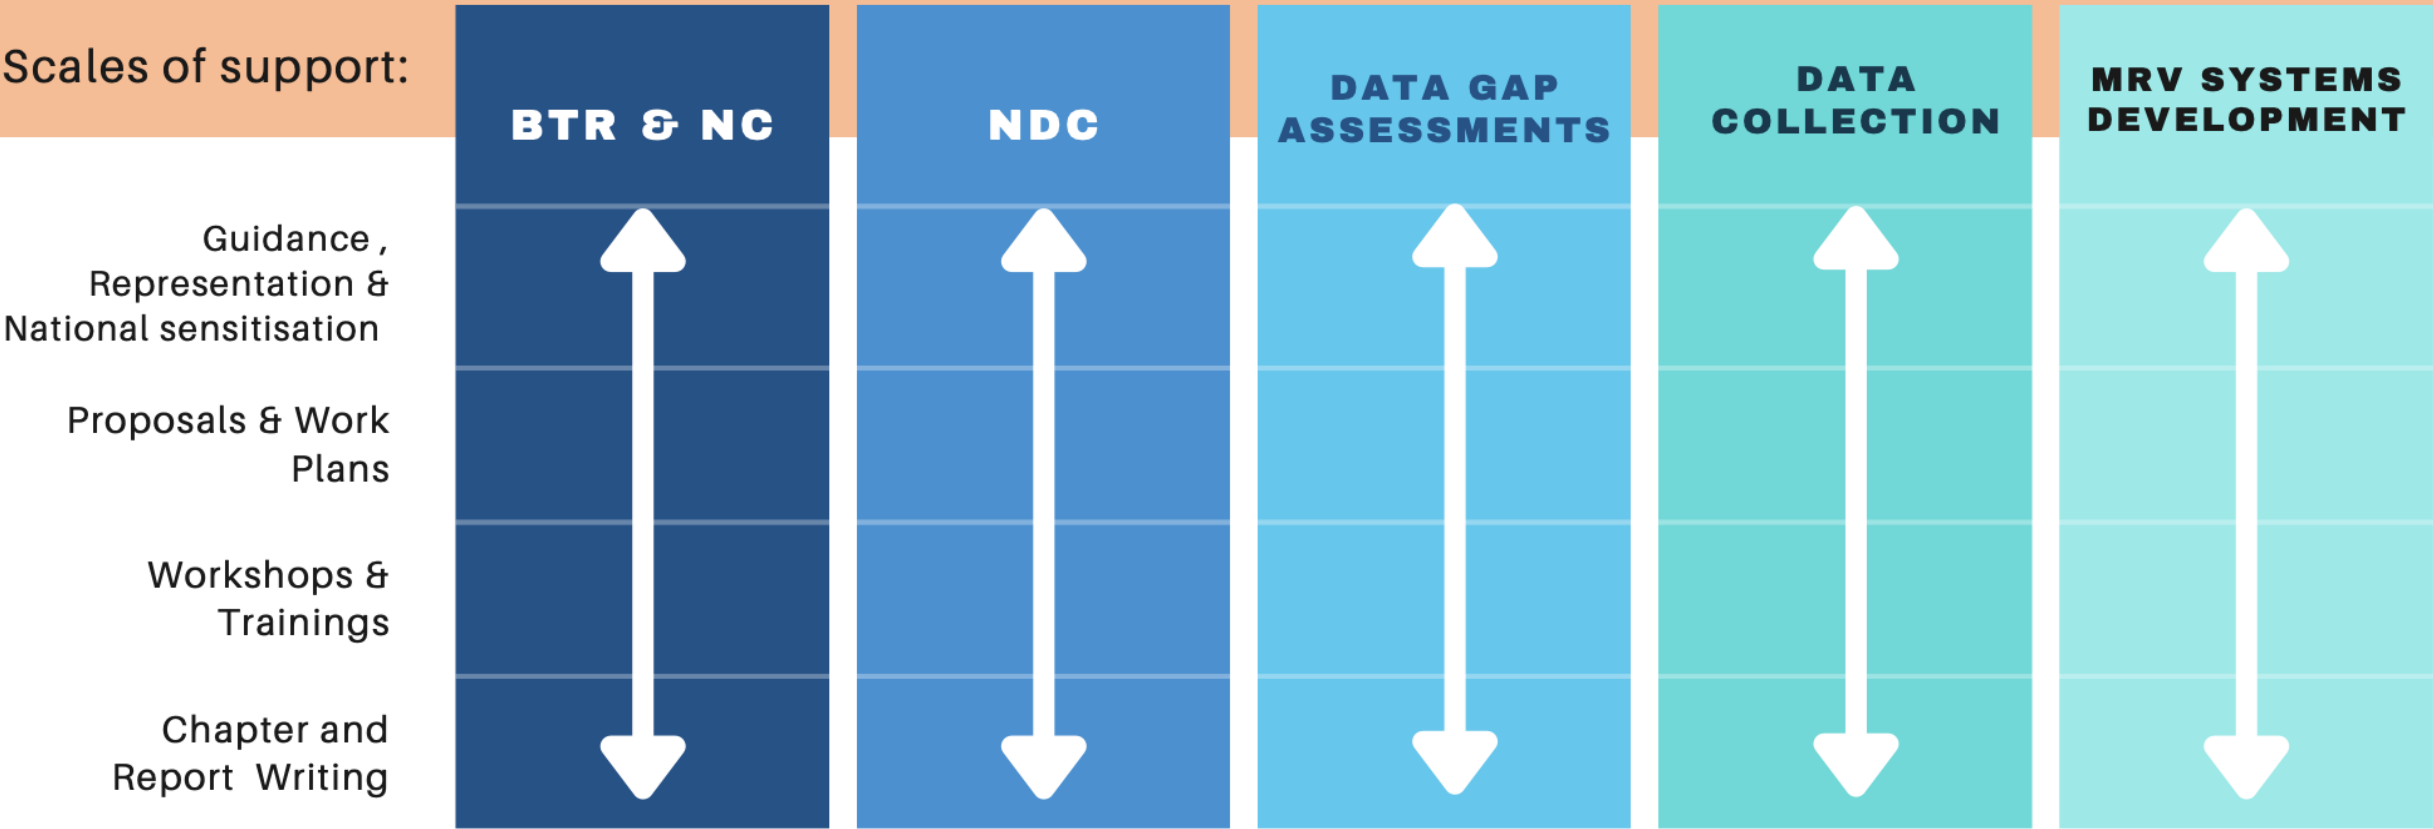 Scales of support:
BTR & NC
NDC
DATA GAP
ASSESSMENTS
DATA
COLLECTION
MRV SYSTEMS
DEVELOPMENT
Guidance ,
Representation &
National sensitisation
Proposals & Work
Plans
Workshops &
Trainings
Chapter and
Report Writing